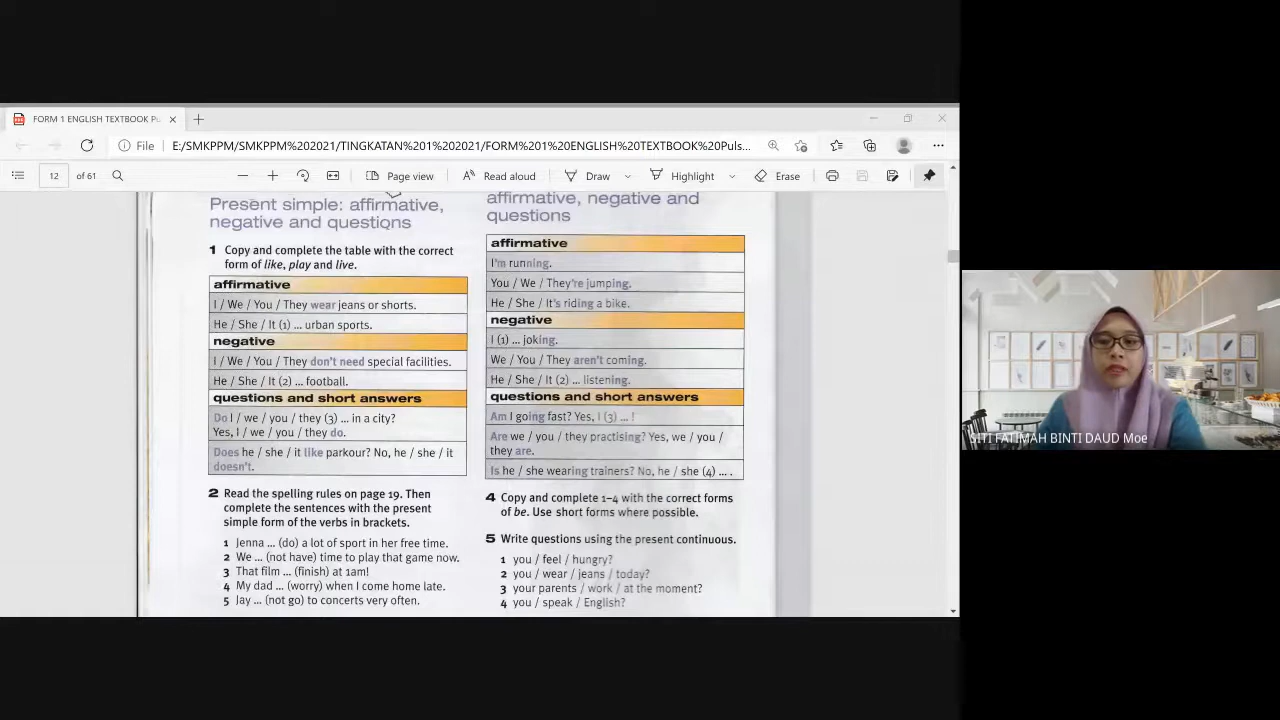 FORM 1 ENGLISH TEXTBOOK Pu
File
E:/SMKPPM/SMKPPM%202021/TINGKATAN%201%202021/FORM%201%20ENGLISH%20TEXTBOOK%20Puls...
12 of 61
Page view
Read aloud
Draw
Highlight
Erase
Present simple: affirmative,
negative and questions
1 Copy and complete the table with the correct
form of like, play and live.
affirmative
I / We / You / They wear jeans or shorts.
He / She / It (1) ... urban sports.
negative
I / We / You / They don't need special facilities.
He / She / It (2) ... football.
questions and short answers
Do I / we / you / they (3) ... in a city?
Yes, I / we / you / they do.
Does he / she / it like parkour? No, he / she / it
doesn't.
2 Read the spelling rules on page 19. Then
complete the sentences with the present
simple form of the verbs in brackets.
1 Jenna ... (do) a lot of sport in her free time.
2 We ... (not have) time to play that game now.
3 That film ... (finish) at 1am!
4 My dad ... (worry) when I come home late.
5 Jay ... (not go) to concerts very often.
affirmative, negative and
questions
affirmative
I'm running.
You / We / They're jumping.
He / She / It's riding a bike.
negative
I (1) ... joking.
We / You / They aren't coming.
He / She / It (2) ... listening.
questions and short answers
Am I going fast? Yes, I (3) ... !
Are we / you / they practising? Yes, we / you /
they are.
Is he / she wearing trainers? No, he / she (4) ... .
4 Copy and complete 1–4 with the correct forms
of be. Use short forms where possible.
5 Write questions using the present continuous.
1 you / feel / hungry?
2 you / wear / jeans / today?
3 your parents / work / at the moment?
4 you / speak / English?
SITI FATIMAH BINTI DAUD Moe